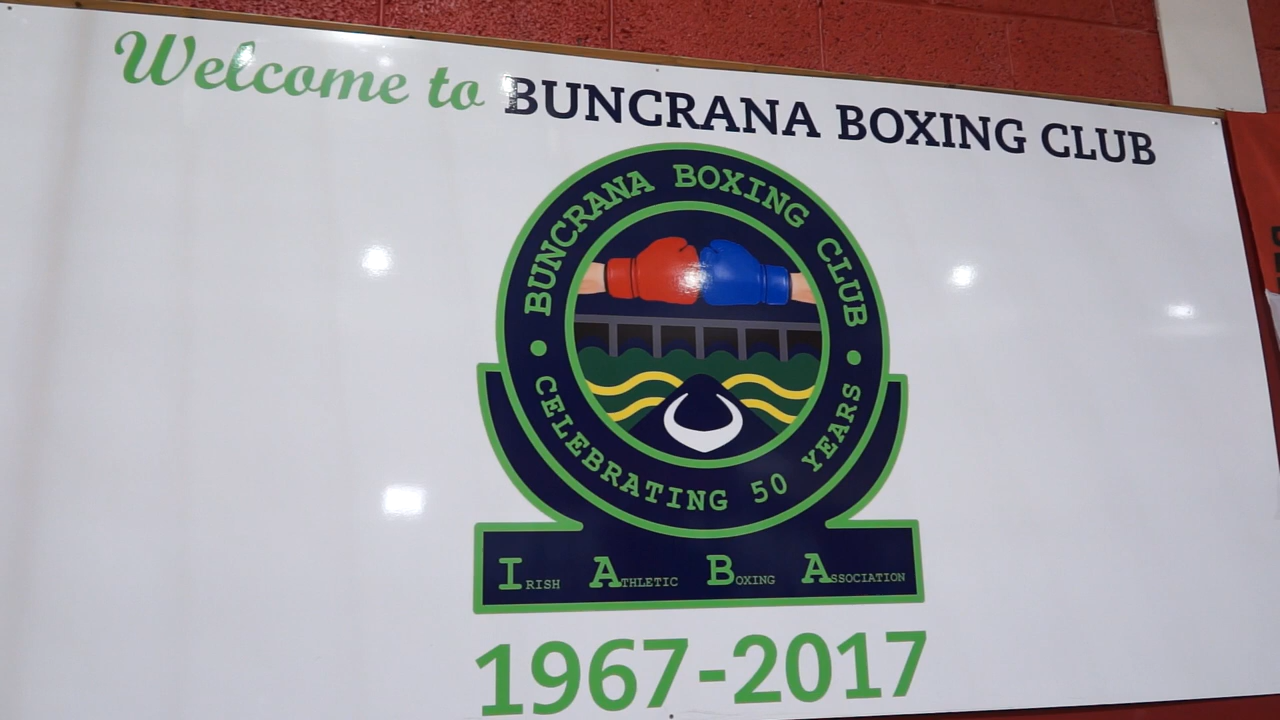 Welcome to BUNCRANA BOXING CLUB
BUNCRANA BOXING CLUB
CELEBRATING 50 YEARS
IRISH ATHLETIC BOXING ASSOCIATION
1967-2017